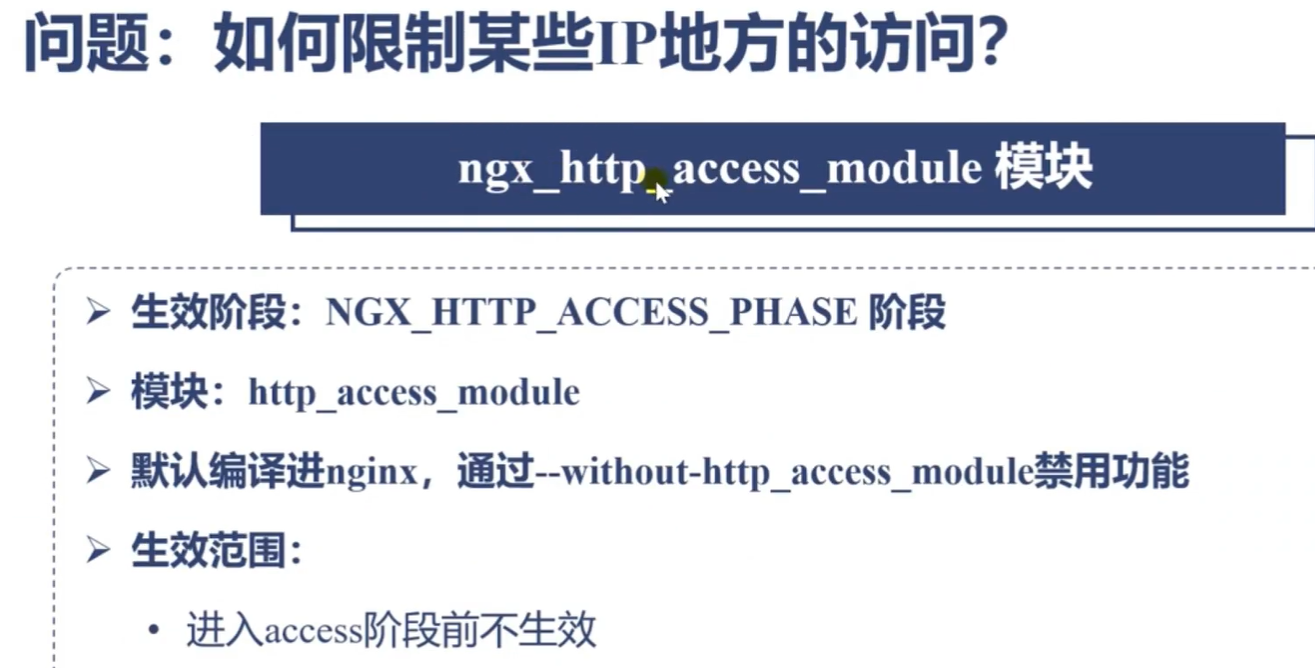 问题：如何限制某些IP地方的访问？
ngx_http_access_module 模块
生效阶段：NGX_HTTP_ACCESS_PHASE 阶段
模块：http_access_module
默认编译进nginx，通过--without-http_access_module禁用功能
生效范围：
进入access阶段前不生效